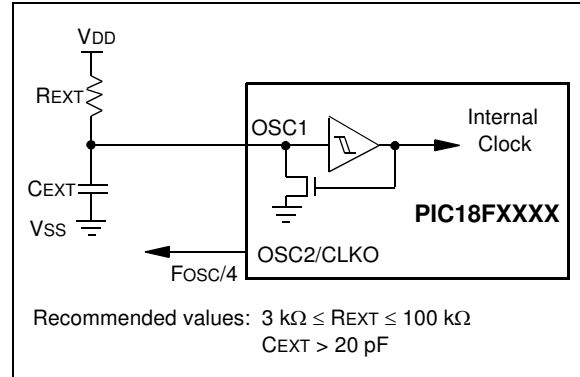 VDD
REXT
OSC1
Internal
Clock
CEXT
PIC18FXXXX
VSS
OSC2/CLKO
FOSC/4
Recommended values: 3 kΩ ≤ REXT ≤ 100 kΩ
CEXT > 20 pF